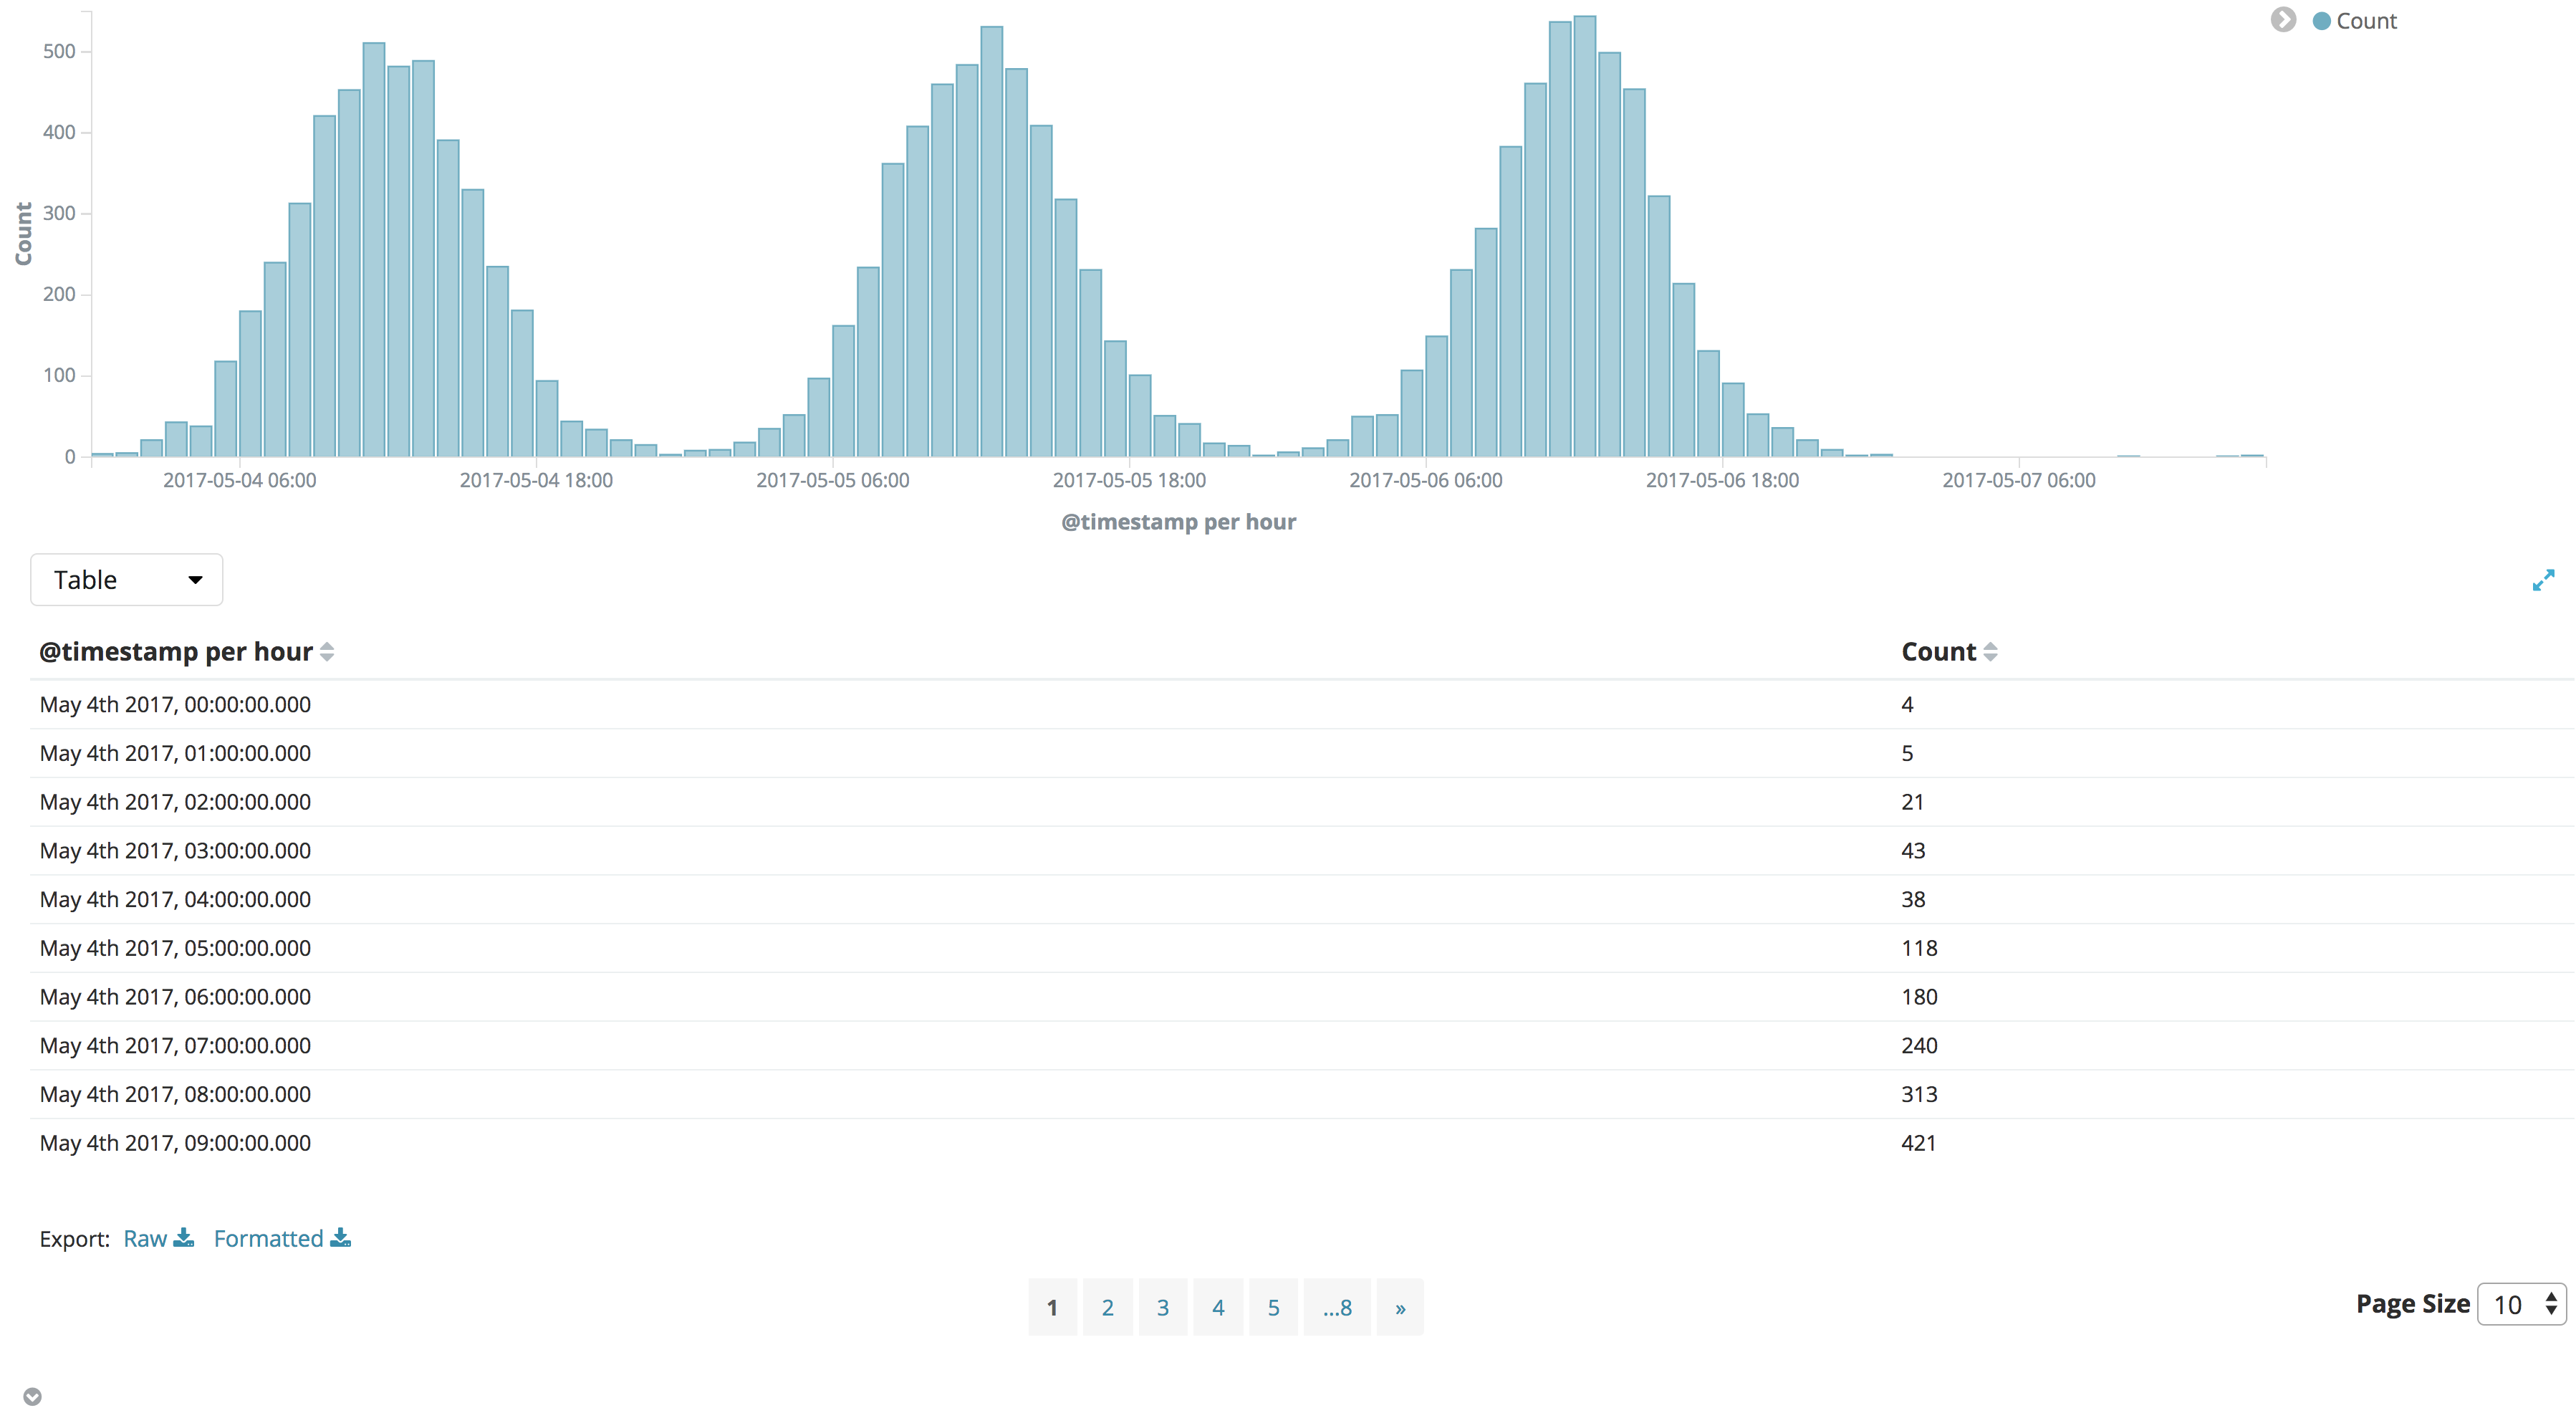 Count
500
400
300
200
100
0
Count
2017-05-04 06:00 2017-05-04 18:00 2017-05-05 06:00 2017-05-05 18:00 2017-05-06 06:00 2017-05-06 18:00 2017-05-07 06:00
@timestamp per hour
Table
@timestamp per hour Count
May 4th 2017, 00:00:00.000 4
May 4th 2017, 01:00:00.000 5
May 4th 2017, 02:00:00.000 21
May 4th 2017, 03:00:00.000 43
May 4th 2017, 04:00:00.000 38
May 4th 2017, 05:00:00.000 118
May 4th 2017, 06:00:00.000 180
May 4th 2017, 07:00:00.000 240
May 4th 2017, 08:00:00.000 313
May 4th 2017, 09:00:00.000 421
Export: Raw Formatted
1 2 3 4 5 ...8 »
Page Size 10